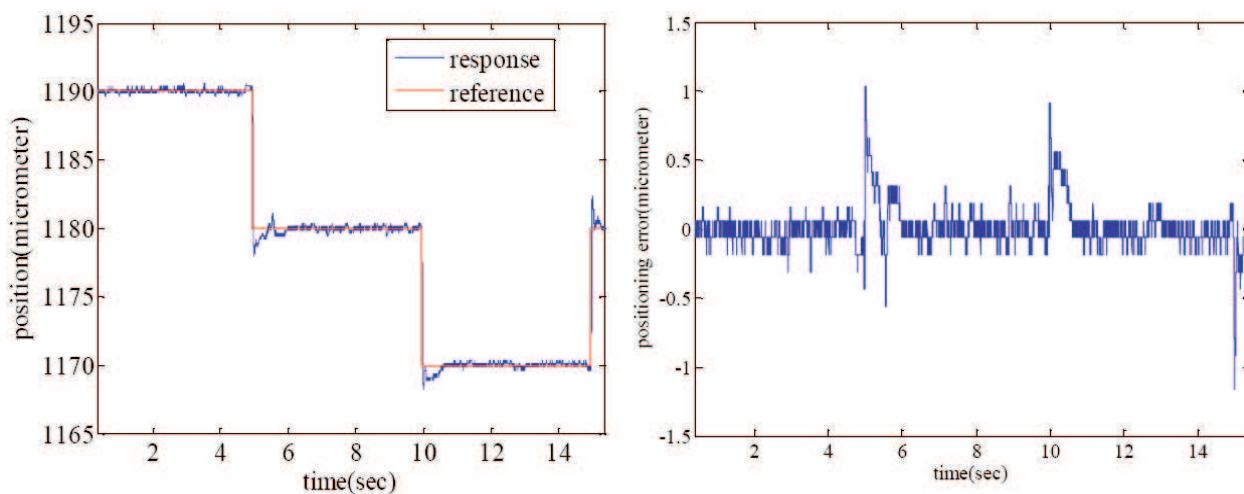 1195
1190
1185
1180
1175
1170
1165
position(micrometer)
response
reference
2 4 6 8 10 12 14
time(sec)
1.5
1
0.5
0
-0.5
-1
-1.5
positioning error(micrometer)
2 4 6 8 10 12 14
time(sec)